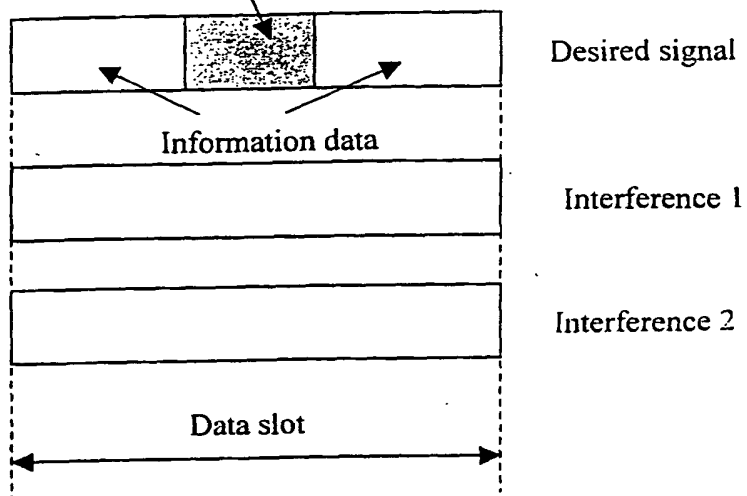 Desired signal
Information data
Interference 1
Interference 2
Data slot